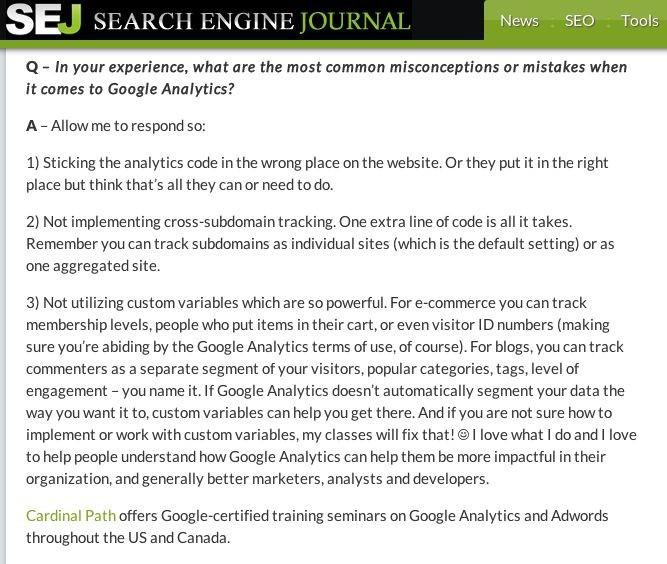 SEJ SEARCH ENGINE JOURNAL News SEO Tools
Q – In your experience, what are the most common misconceptions or mistakes when
it comes to Google Analytics?
A – Allow me to respond so:
1) Sticking the analytics code in the wrong place on the website. Or they put it in the right
place but think that's all they can or need to do.
2) Not implementing cross-subdomain tracking. One extra line of code is all it takes.
Remember you can track subdomains as individual sites (which is the default setting) or as
one aggregated site.
3) Not utilizing custom variables which are so powerful. For e-commerce you can track
membership levels, people who put items in their cart, or even visitor ID numbers (making
sure you're abiding by the Google Analytics terms of use, of course). For blogs, you can track
commenters as a separate segment of your visitors, popular categories, tags, level of
engagement – you name it. If Google Analytics doesn't automatically segment your data the
way you want it to, custom variables can help you get there. And if you are not sure how to
implement or work with custom variables, my classes will fix that! ☺ I love what I do and I love
to help people understand how Google Analytics can help them be more impactful in their
organization, and generally better marketers, analysts and developers.
Cardinal Path offers Google-certified training seminars on Google Analytics and Adwords
throughout the US and Canada.